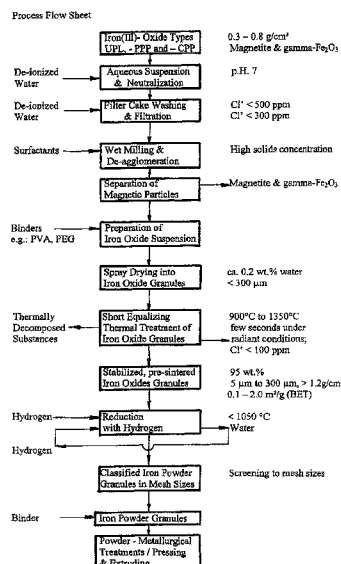 Process Flow Sheet
Iron(III)- Oxide Types
UPL, - PPP and – CPP
0.3 – 0.8 g/cm³
Magnetite & gamma-Fe₂O₃
De-ionized
Water
Aqueous Suspension
& Neutralization
p.H. 7
De-ionized
Water
Filter Cake Washing
& Filtration
Cl' < 500 ppm
Cl' < 300 ppm
Surfactants
Wet Milling &
De-agglomeration
High solids concentration
Separation of
Magnetic Particles
Magnetite & gamma-Fe₂O₃
Binders
e.g.: PVA, PEG
Preparation of
Iron Oxide Suspension
Spray Drying into
Iron Oxide Granules
ca. 0.2 wt.% water
< 300 µm
Thermally
Decomposed
Substances
Short Equalizing
Thermal Treatment of
Iron Oxide Granules
900°C to 1350°C
few seconds under
radiant conditions;
Cl' < 100 ppm
Stabilized, pre-sintered
Iron Oxides Granules
95 wt.%
5 µm to 300 µm, > 1.2g/cm
0.1 – 2.0 m²/g (BET)
Hydrogen
Reduction
with Hydrogen
< 1050 °C
Water
Hydrogen
Classified Iron Powder
Granules in Mesh Sizes
Screening to mesh sizes
Binder
Iron Powder Granules
Powder - Metallurgical
Treatments / Pressing
& Extruding